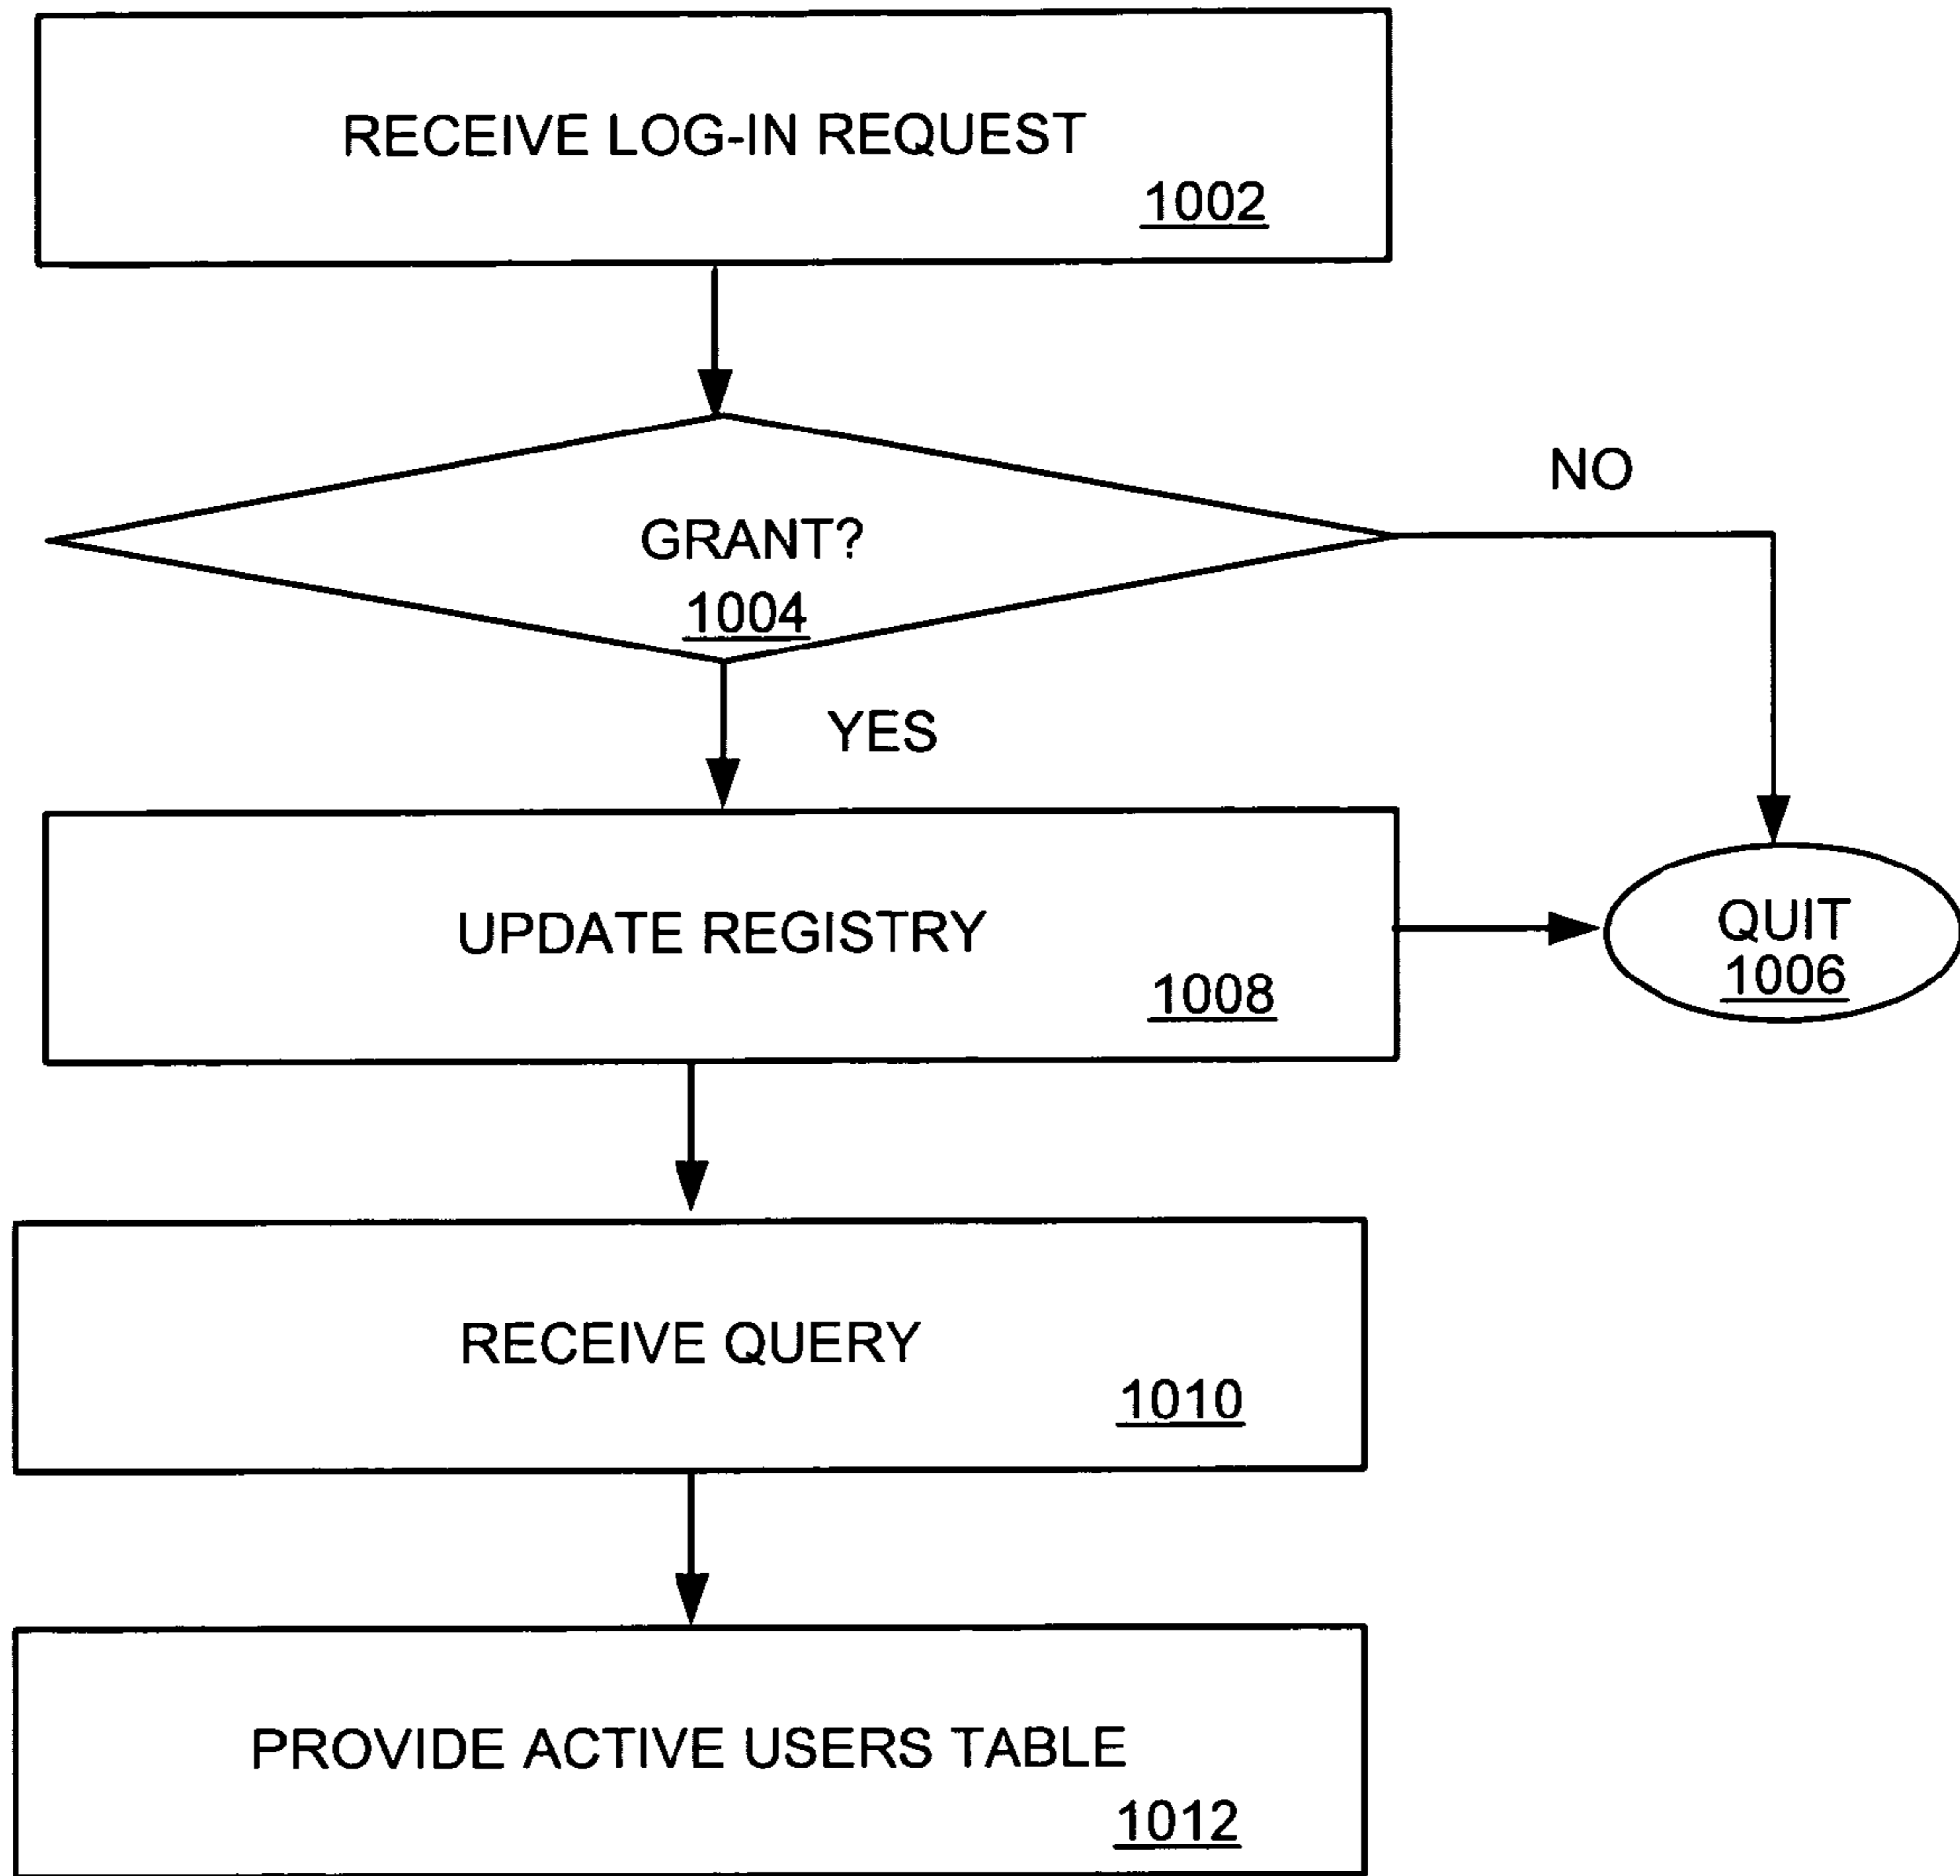 RECEIVE LOG-IN REQUEST
1002
NO
GRANT?
1004
YES
UPDATE REGISTRY
1008
QUIT
1006
RECEIVE QUERY
1010
PROVIDE ACTIVE USERS TABLE
1012